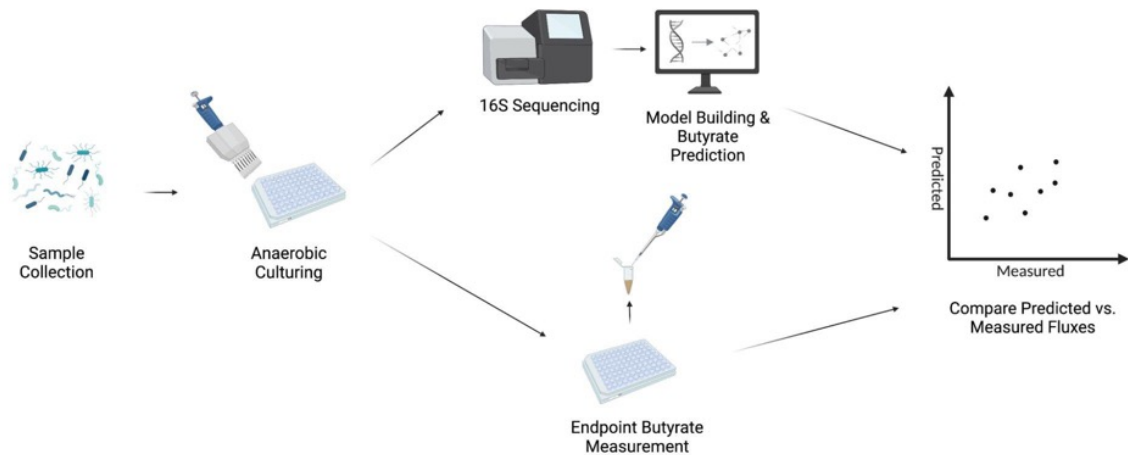 16S Sequencing
Model Building &
Butyrate
Prediction
Sample
Collection
Anaerobic
Culturing
Endpoint Butyrate
Measurement
Predicted
Measured
Compare Predicted vs.
Measured Fluxes